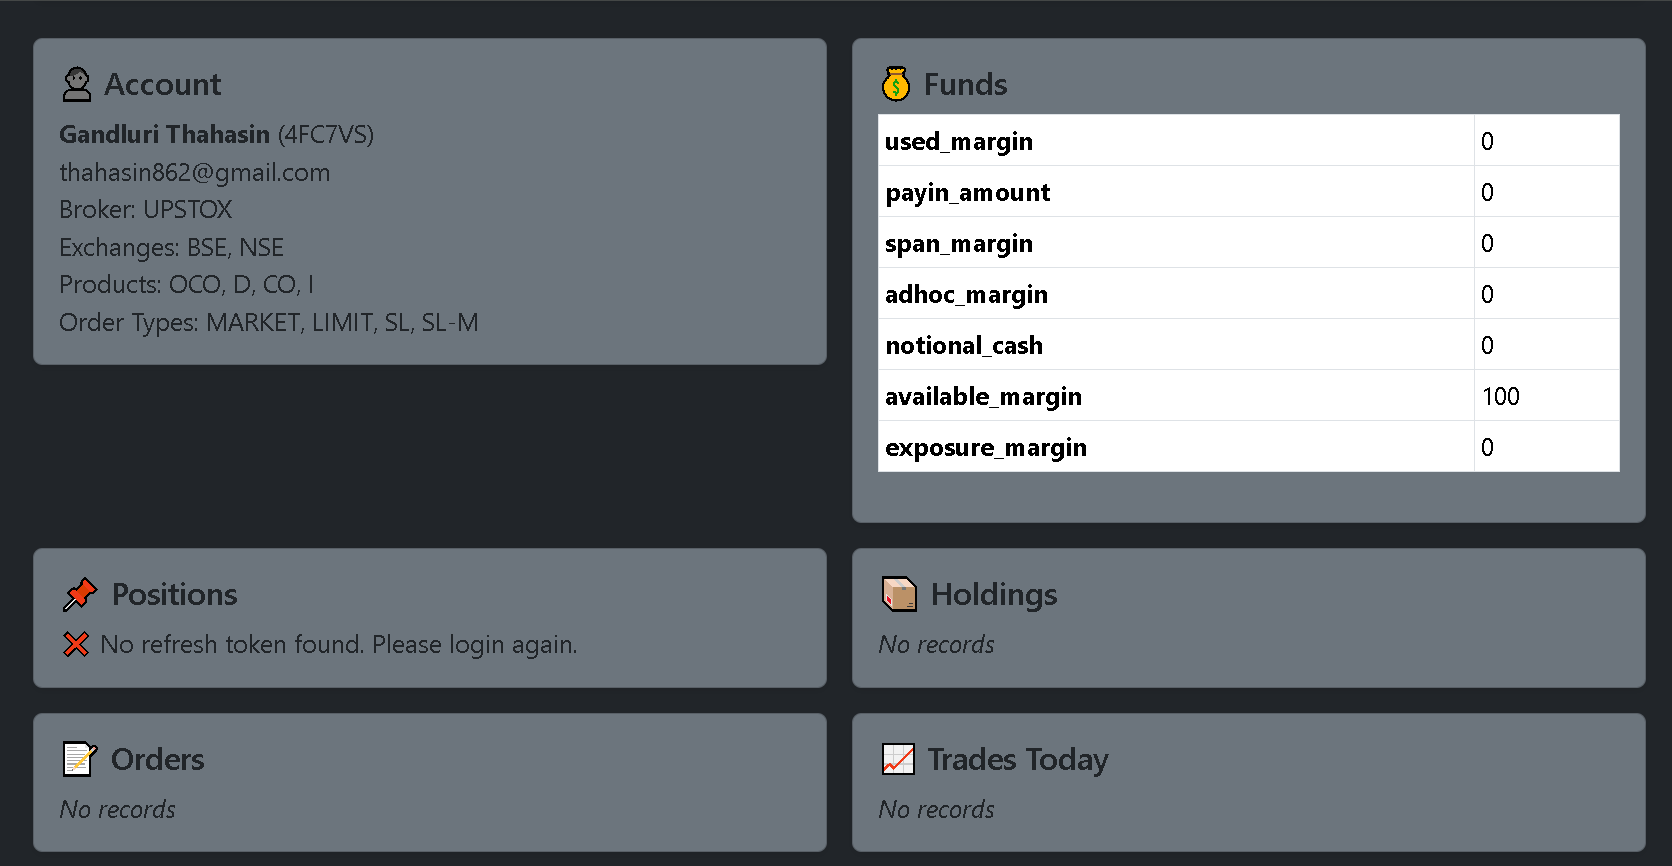 Account
Gandluri Thahasin (4FC7VS)
thahasin862@gmail.com
Broker: UPSTOX
Exchanges: BSE, NSE
Products: OCO, D, CO, I
Order Types: MARKET, LIMIT, SL, SL-M
Funds
used_margin 0
payin_amount 0
span_margin 0
adhoc_margin 0
notional_cash 0
available_margin 100
exposure_margin 0
Positions
❌ No refresh token found. Please login again.
Holdings
No records
Orders
No records
Trades Today
No records